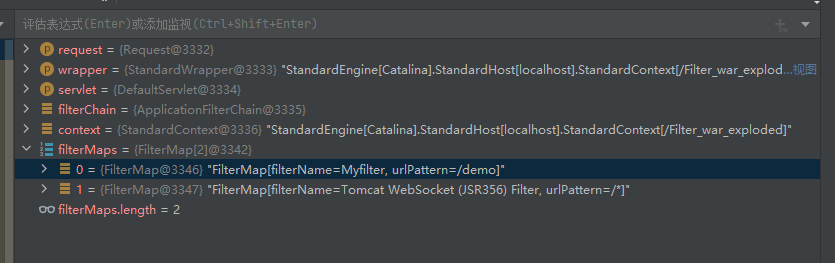 评估表达式(Enter)或添加监视(Ctrl+Shift+Enter)
request = {Request@3332}
wrapper = {StandardWrapper@3333} "StandardEngine[Catalina].StandardHost[localhost].StandardContext[/Filter_war_explod...视图
servlet = {DefaultServlet@3334}
filterChain = {ApplicationFilterChain@3335}
context = {StandardContext@3336} "StandardEngine[Catalina].StandardHost[localhost].StandardContext[/Filter_war_exploded]"
filterMaps = {FilterMap[2]@3342}
0 = {FilterMap@3346} "FilterMap[filterName=Myfilter, urlPattern=/demo]"
1 = {FilterMap@3347} "FilterMap[filterName=Tomcat WebSocket (JSR356) Filter, urlPattern=/*]"
filterMaps.length = 2